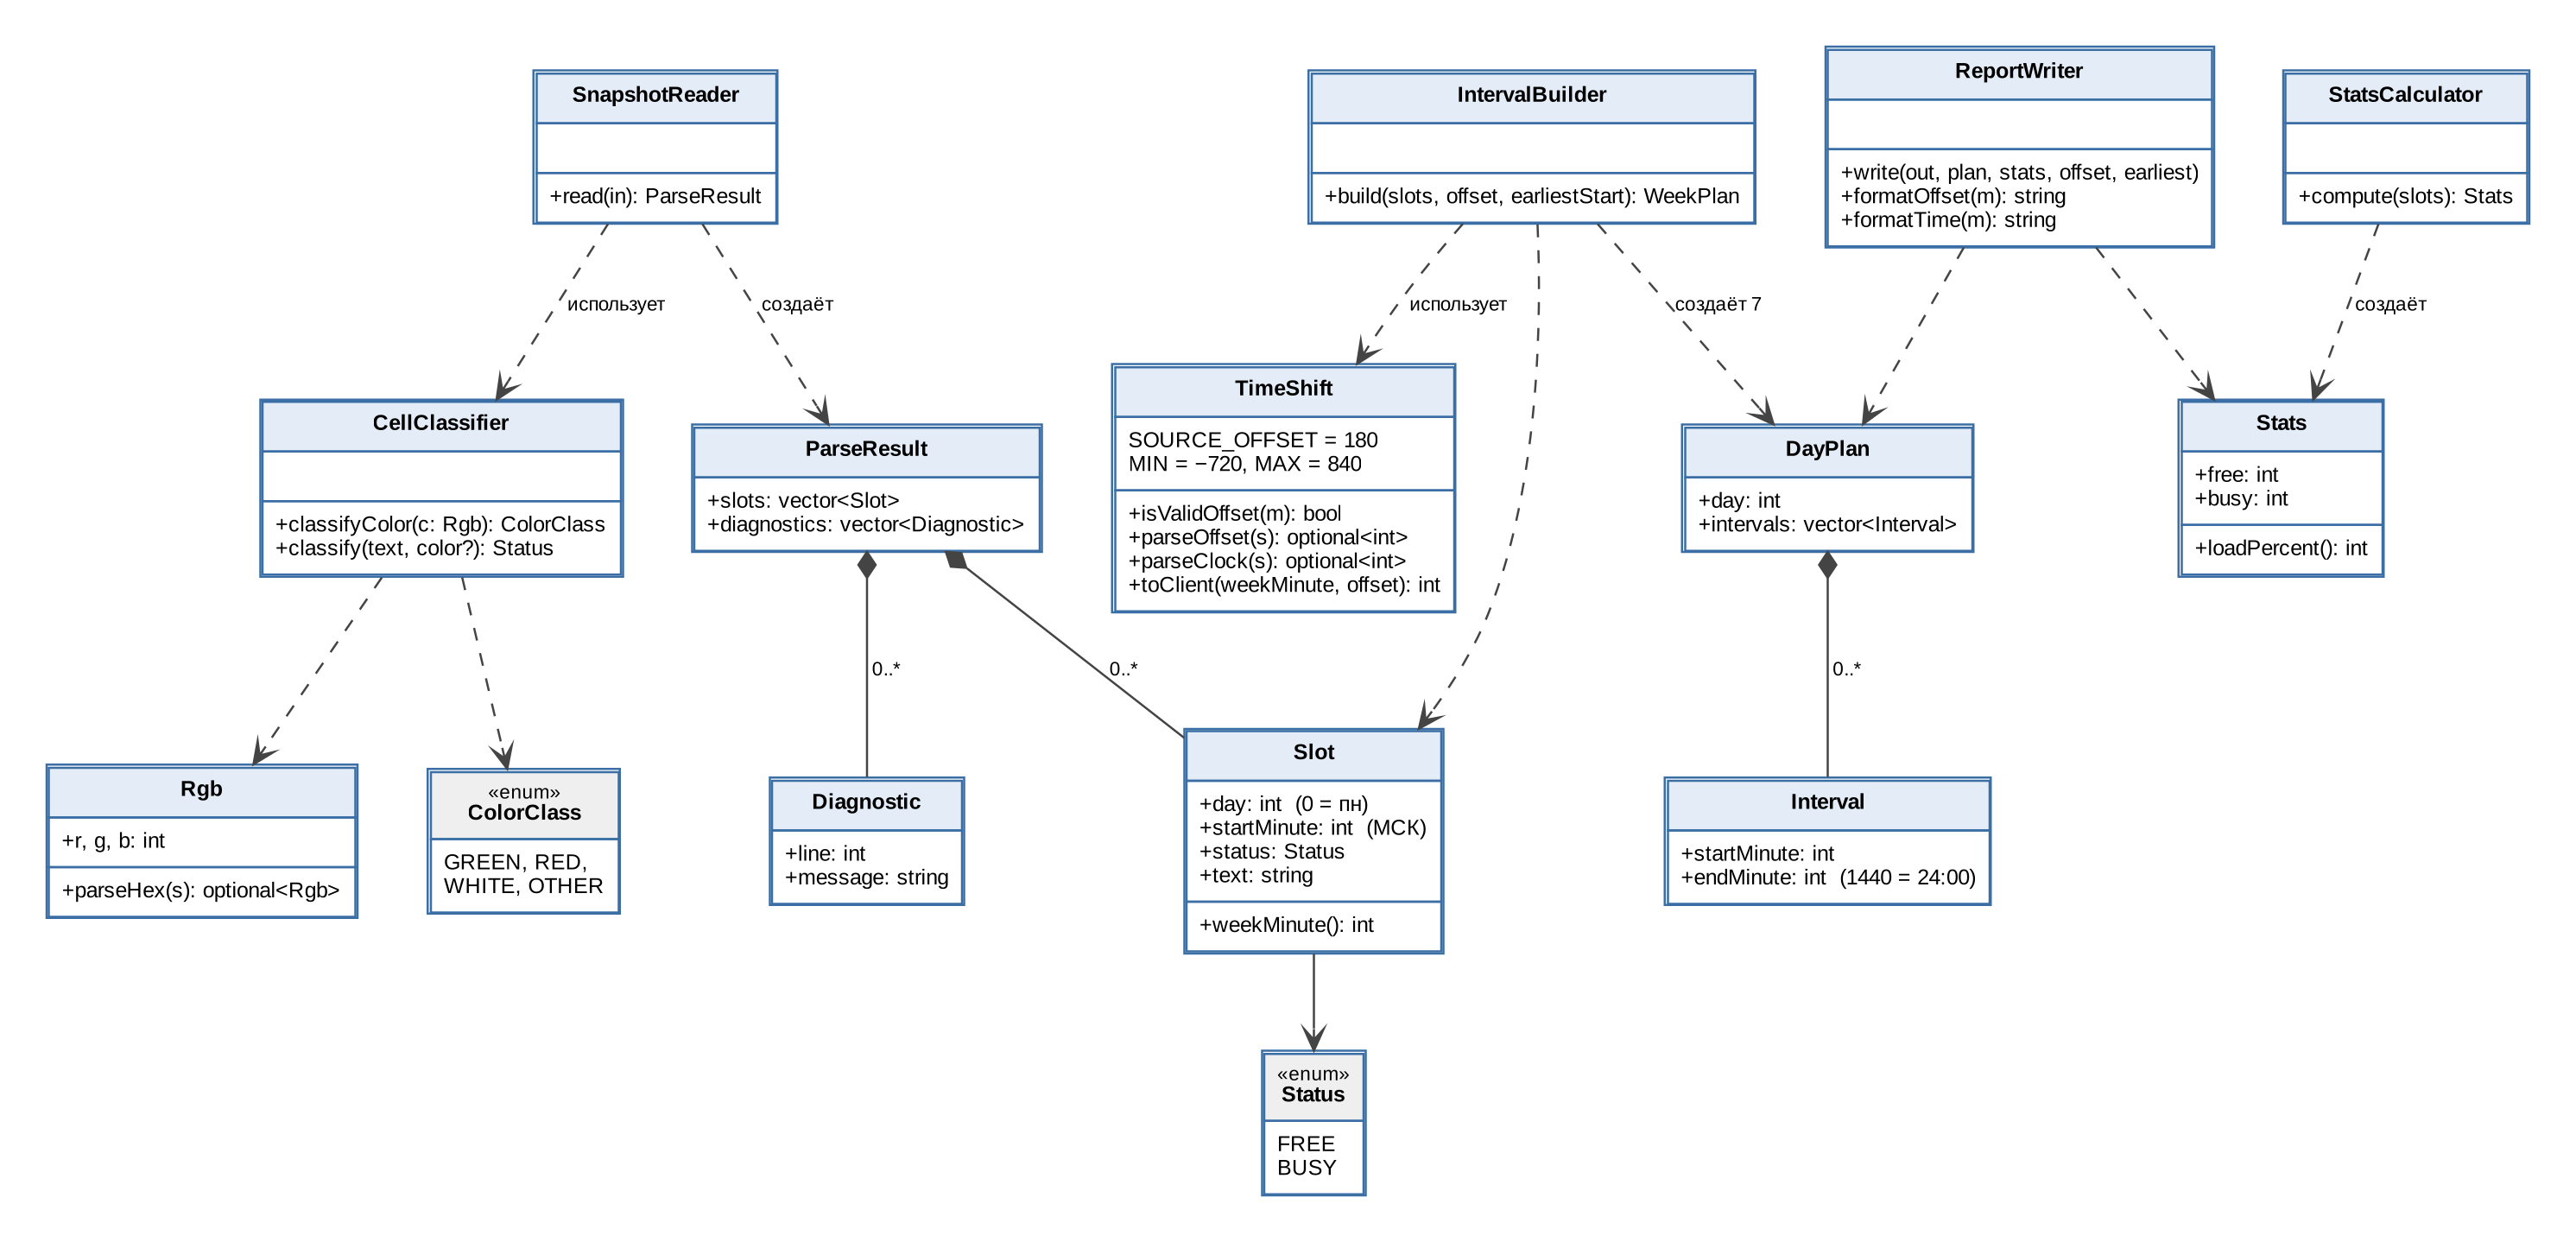 SnapshotReader
+read(in): ParseResult
IntervalBuilder
+build(slots, offset, earliestStart): WeekPlan
ReportWriter
+write(out, plan, stats, offset, earliest)
+formatOffset(m): string
+formatTime(m): string
StatsCalculator
+compute(slots): Stats
использует
создаёт
использует
создаёт 7
создаёт
CellClassifier
+classifyColor(c: Rgb): ColorClass
+classify(text, color?): Status
ParseResult
+slots: vector<Slot>
+diagnostics: vector<Diagnostic>
TimeShift
SOURCE_OFFSET = 180
MIN = −720, MAX = 840
+isValidOffset(m): bool
+parseOffset(s): optional<int>
+parseClock(s): optional<int>
+toClient(weekMinute, offset): int
DayPlan
+day: int
+intervals: vector<Interval>
Stats
+free: int
+busy: int
+loadPercent(): int
0..*
0..*
0..*
Rgb
+r, g, b: int
+parseHex(s): optional<Rgb>
«enum»
ColorClass
GREEN, RED,
WHITE, OTHER
Diagnostic
+line: int
+message: string
Slot
+day: int (0 = пн)
+startMinute: int (МСК)
+status: Status
+text: string
+weekMinute(): int
Interval
+startMinute: int
+endMinute: int (1440 = 24:00)
«enum»
Status
FREE
BUSY